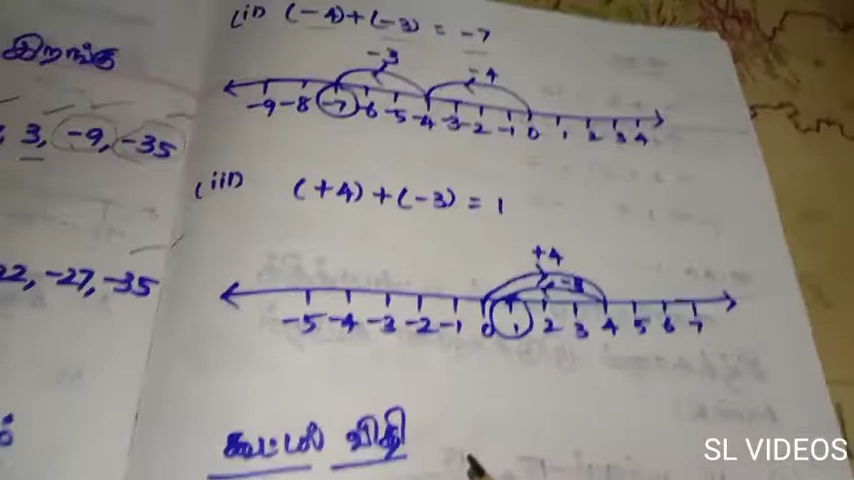 இறங்கு
3, -9, -35
22, -27, -35
(ii) (-4)+(-3) = -7
-3 -4
-9 -8 -7 -6 -5 -4 -3 -2 -1 0 1 2 3 4
(iii) (+4)+(-3) = 1
+4
-3
-5 -4 -3 -2 -1 0 1 2 3 4 5 6 7
கூட்டல் விதி
SL VIDEOS